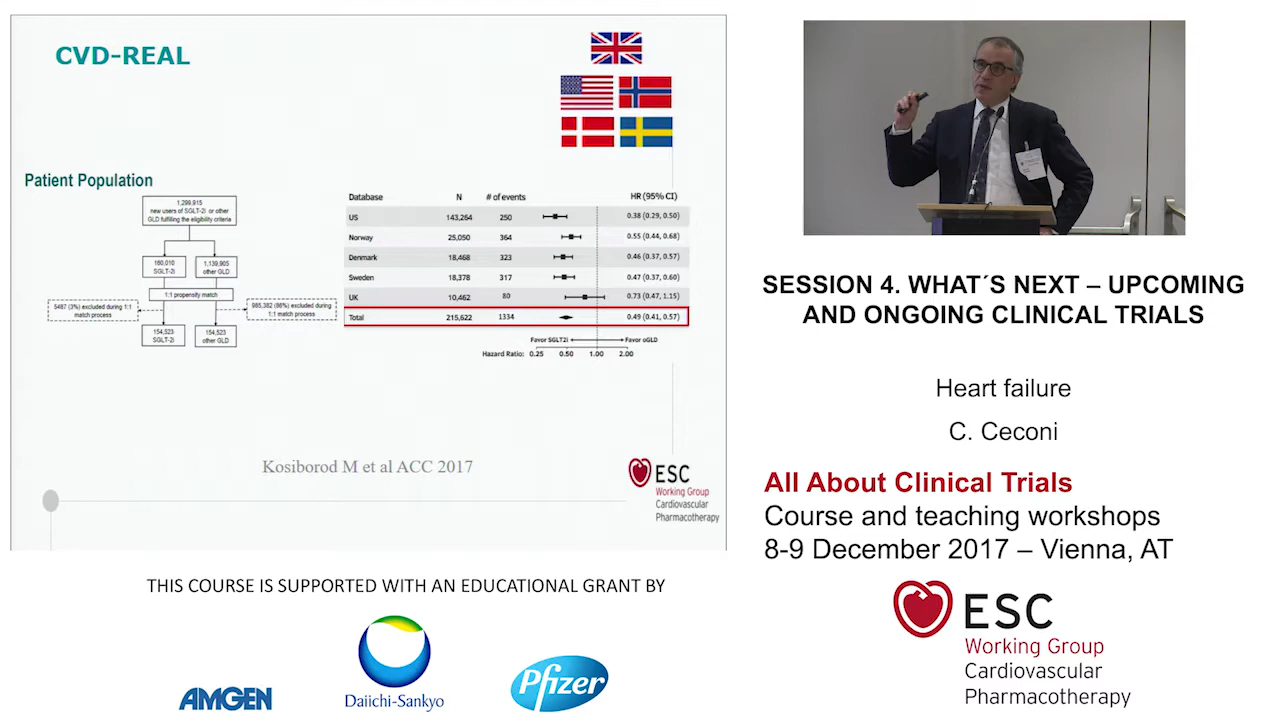 CVD-REAL
Patient Population
1,299,915
new users of SGLT-2i or other
GLD fulfilling the eligibility criteria
160,010
SGLT-2i
1,139,905
other GLD
1:1 propensity match
5487 (3%) excluded during 1:1
match process
985,382 (86%) excluded during
1:1 match process
154,523
SGLT-2i
154,523
other GLD
Database N # of events HR (95% CI)
US 143,264 250 0.38 (0.29, 0.50)
Norway 25,050 364 0.55 (0.44, 0.68)
Denmark 18,468 323 0.46 (0.37, 0.57)
Sweden 18,378 317 0.47 (0.37, 0.60)
UK 10,462 80 0.73 (0.47, 1.15)
Total 215,622 1334 0.49 (0.41, 0.57)
Favor SGLT2i Favor oGLD
Hazard Ratio: 0.25 0.50 1.00 2.00
Kosiborod M et al ACC 2017
ESC
Working Group
Cardiovascular
Pharmacotherapy
SESSION 4. WHAT´S NEXT – UPCOMING
AND ONGOING CLINICAL TRIALS
Heart failure
C. Ceconi
All About Clinical Trials
Course and teaching workshops
8-9 December 2017 – Vienna, AT
ESC
Working Group
Cardiovascular
Pharmacotherapy
THIS COURSE IS SUPPORTED WITH AN EDUCATIONAL GRANT BY
AMGEN
Daiichi-Sankyo
Pfizer